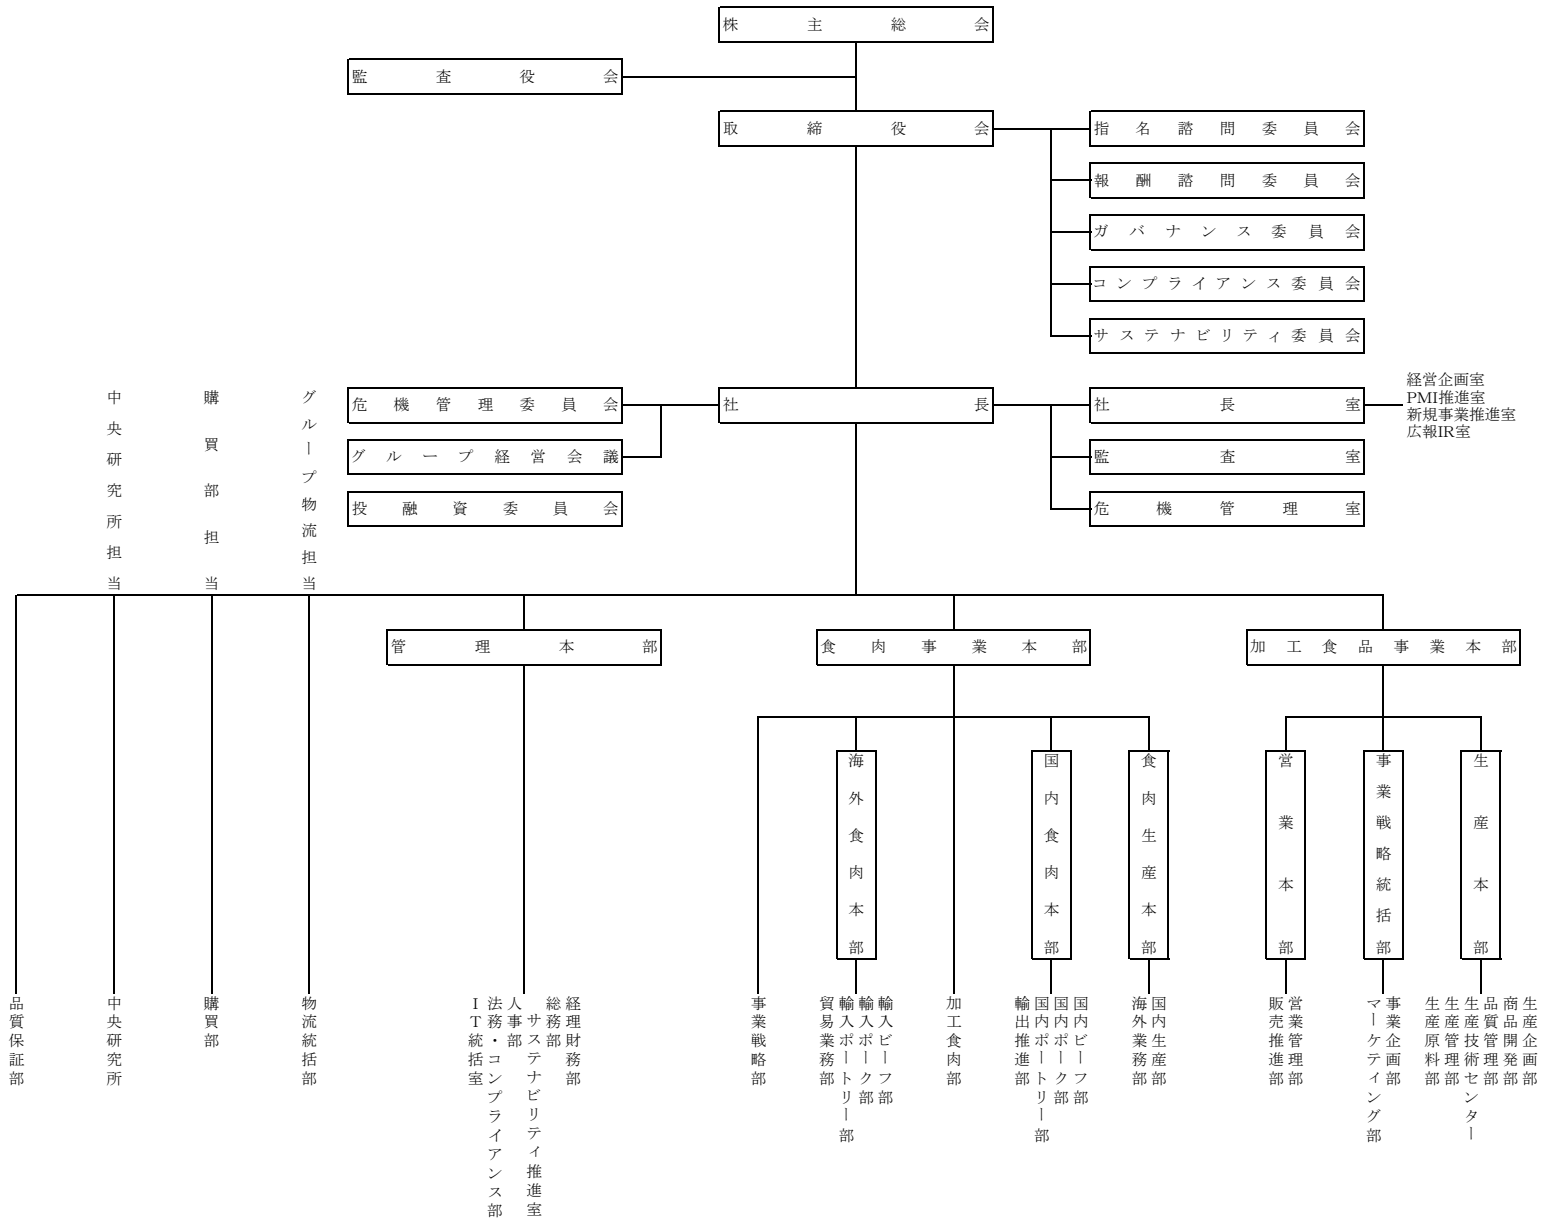 株主総会
監査役会
取締役会
指名諮問委員会
報酬諮問委員会
ガバナンス委員会
コンプライアンス委員会
サステナビリティ委員会
危機管理委員会
グループ経営会議
投融資委員会
社長
社長室
経営企画室
PMI推進室
新規事業推進室
広報IR室
監査室
危機管理室
グループ物流担当
購買部担当
中央研究所担当
管理本部
食肉事業本部
加工食品事業本部
生産本部
事業戦略統括部
営業本部
食肉生産本部
国内食肉本部
海外食肉本部
生産企画部
商品開発部
品質管理部
生産技術センター
生産管理部
生産原料部
事業企画部
マーケティング部
営業管理部
販売推進部
国内生産部
海外業務部
国内ビーフ部
国内ポーク部
国内ポートリー部
輸出推進部
加工食肉部
輸入ビーフ部
輸入ポーク部
輸入ポートリー部
貿易業務部
事業戦略部
経理財務部
総務部
サステナビリティ推進室
人事部
法務・コンプライアンス部
IT統括室
物流統括部
購買部
中央研究所
品質保証部